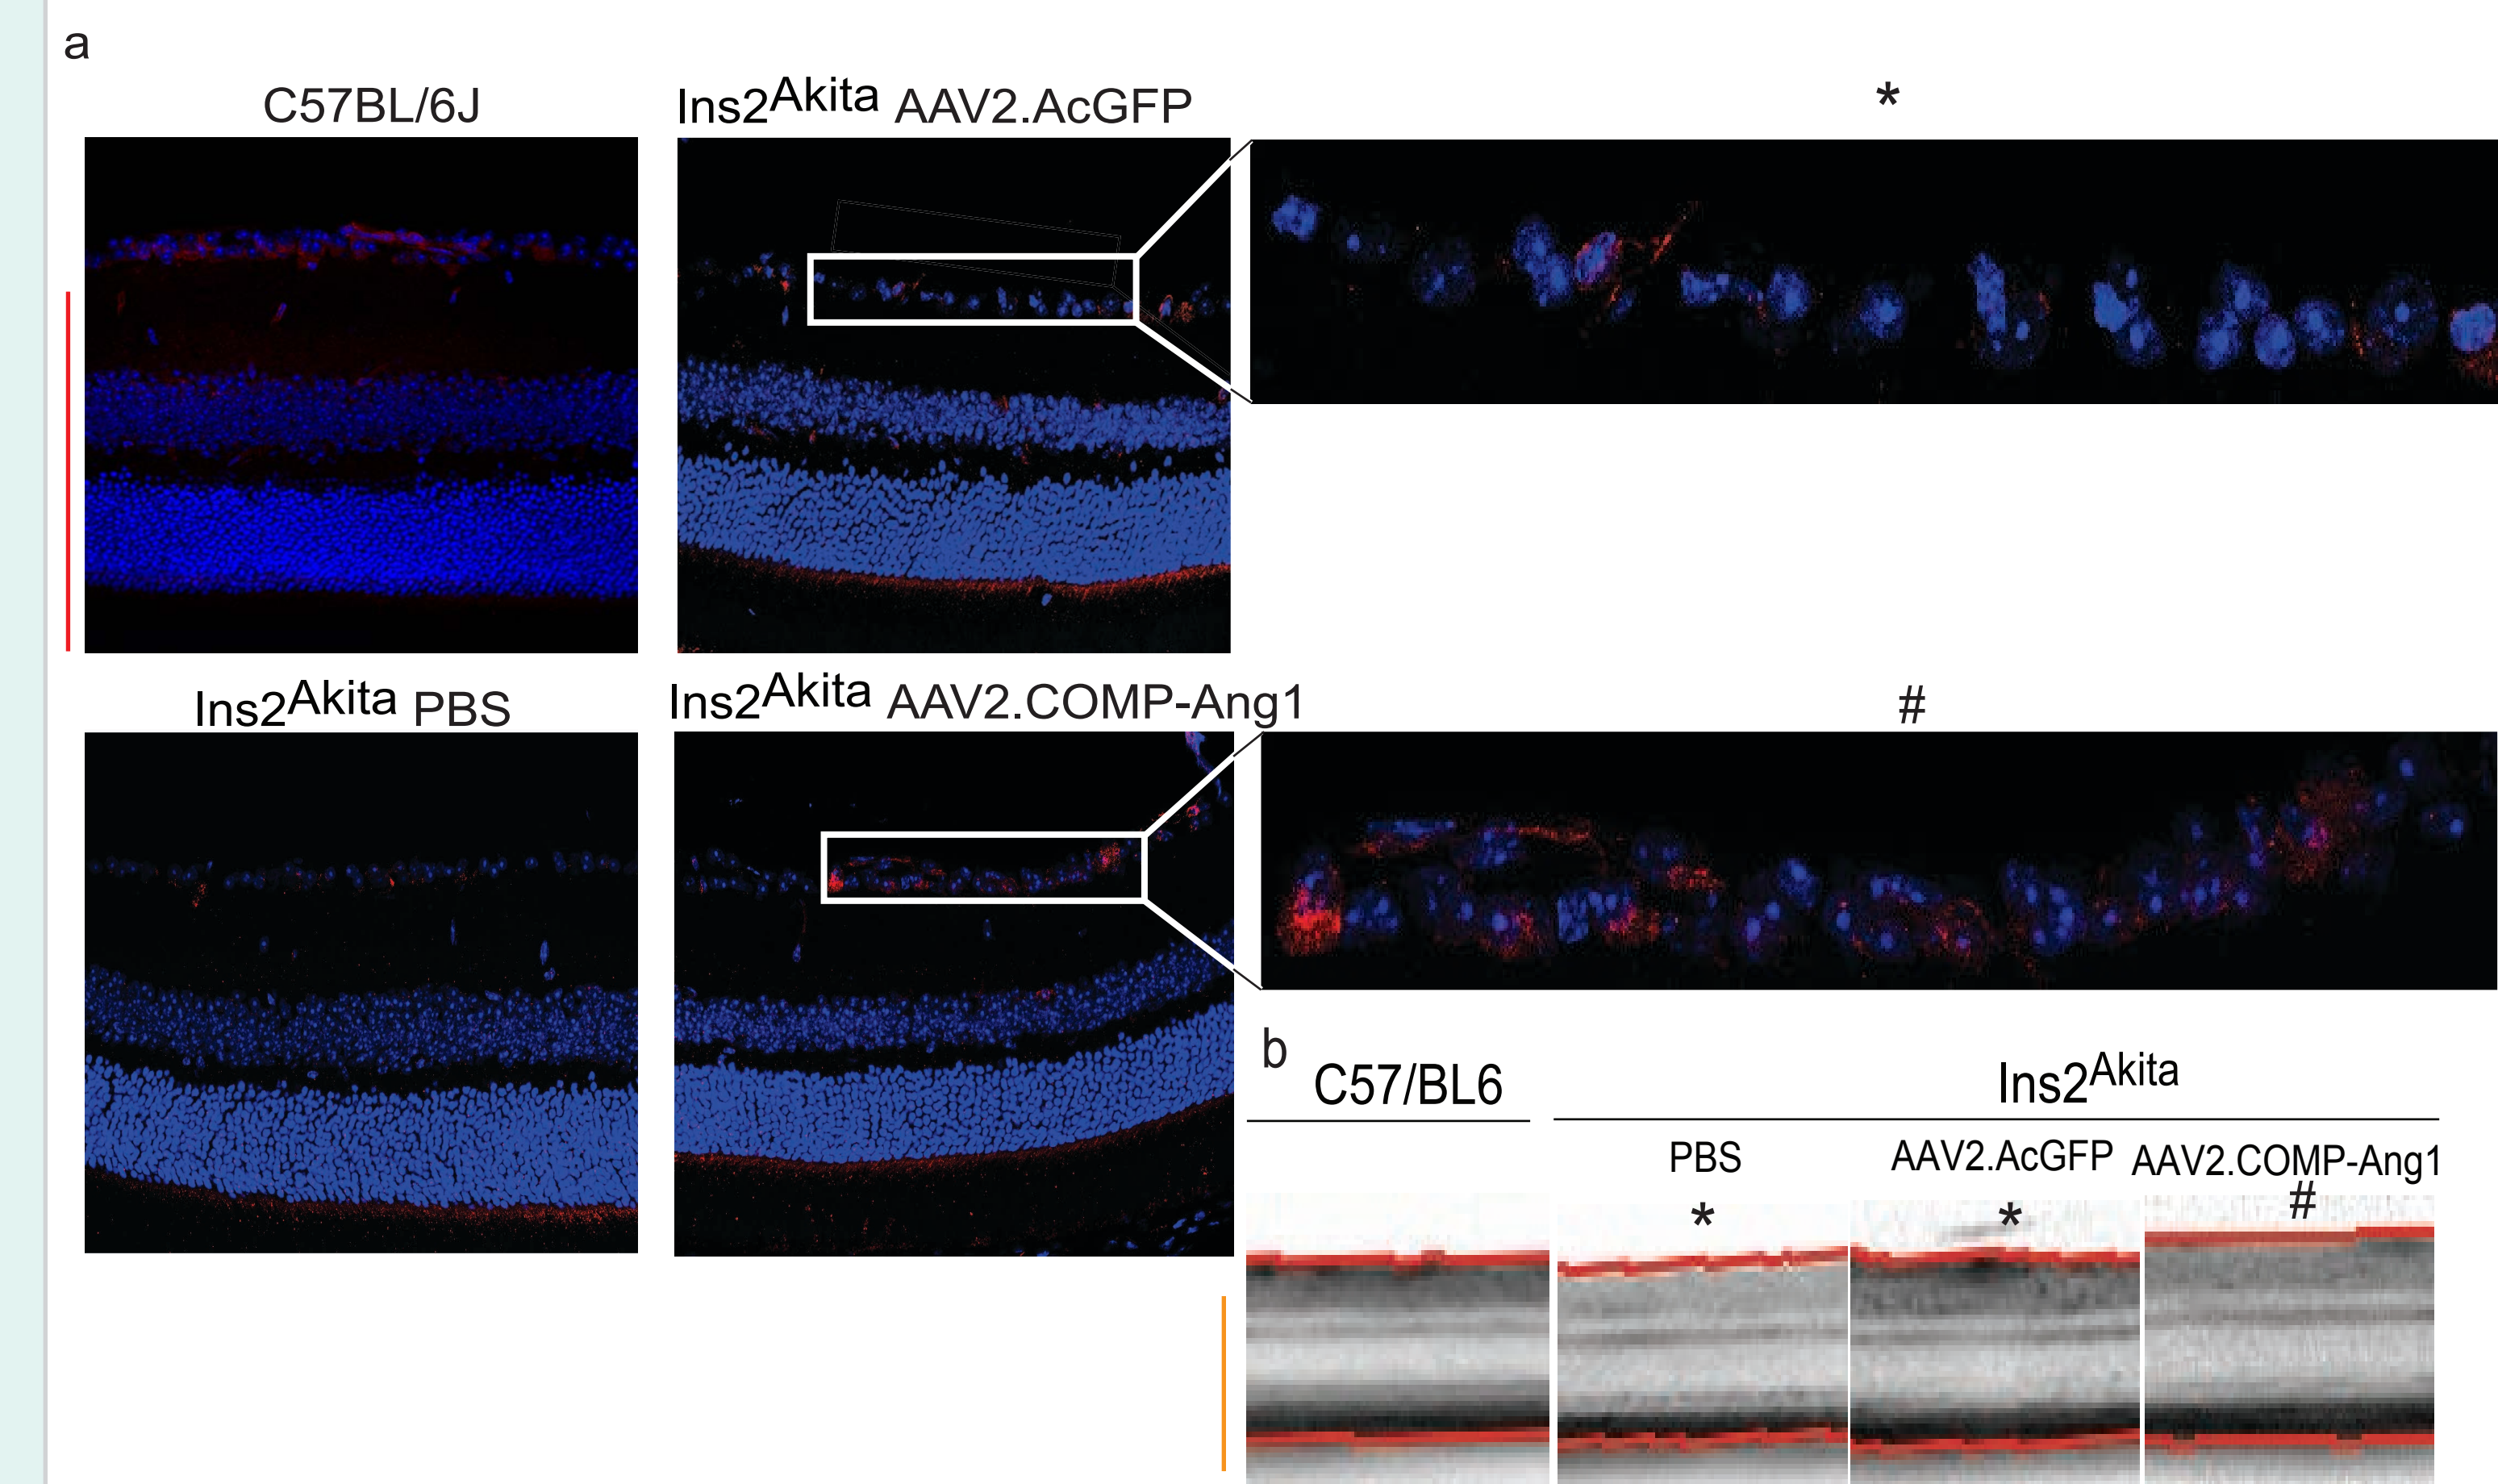 a
C57BL/6J
Ins2Akita AAV2.AcGFP
*
Ins2Akita PBS
Ins2Akita AAV2.COMP-Ang1
#
b
C57/BL6
Ins2Akita
PBS
AAV2.AcGFP
AAV2.COMP-Ang1
*
*
#